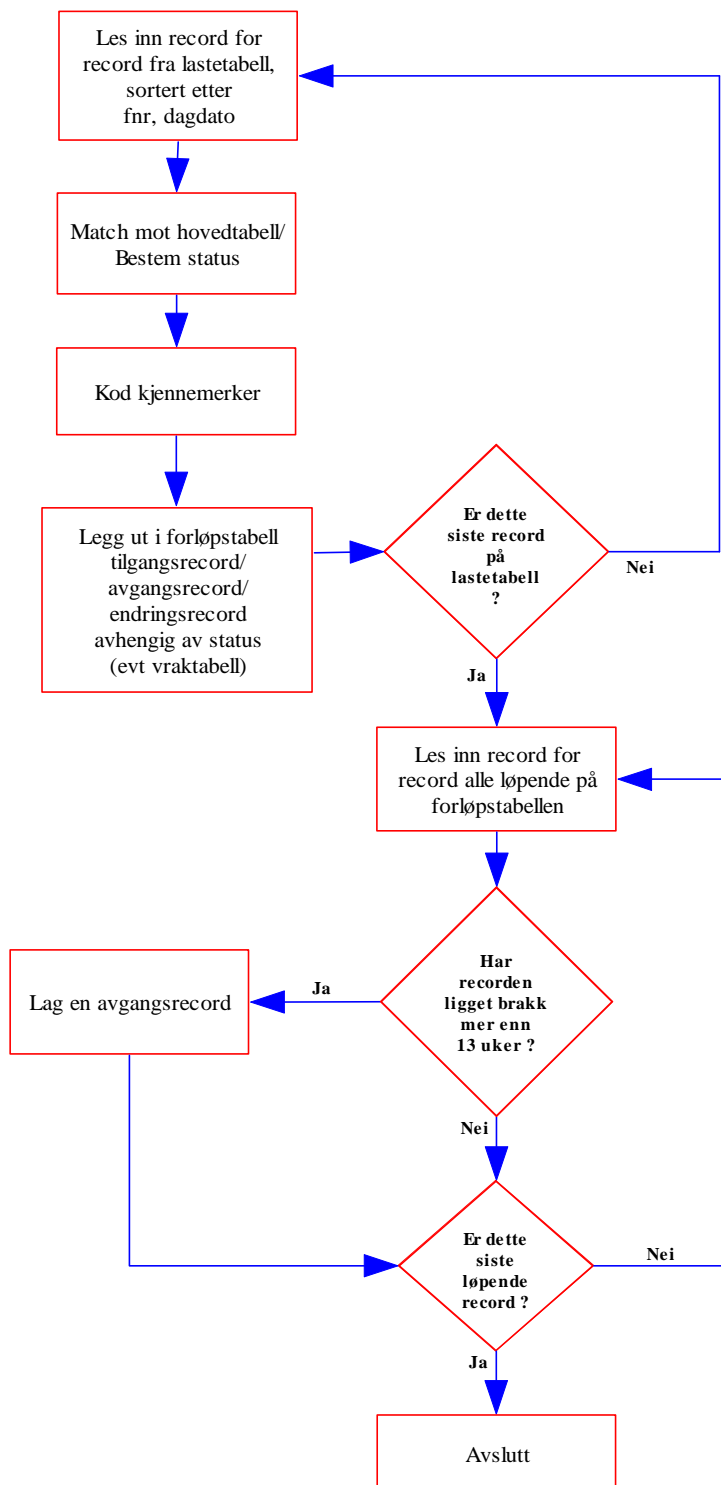 Les inn record for
record fra lastetabell,
sortert etter
fnr, dagdato
Match mot hovedtabell/
Bestem status
Kod kjennemerker
Legg ut i forløpstabell
tilgangsrecord/
avgangsrecord/
endringsrecord
avhengig av status
(evt vraktabell)
Er dette
siste record
på
lastetabell
?
Nei
Ja
Les inn record for
record alle løpende på
forløpstabellen
Har
recorden
ligget brakk
mer enn
13 uker ?
Ja
Lag en avgangsrecord
Nei
Er dette
siste
løpende
record ?
Nei
Ja
Avslutt